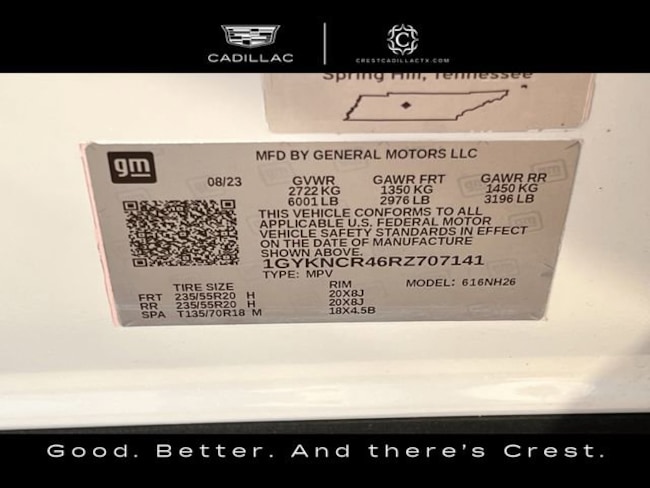 CADILLAC
CRESTCADILLACTX.COM
Spring Hill, Tennessee
gm
MFD BY GENERAL MOTORS LLC
08/23 GVWR GAWR FRT GAWR RR
2722 KG 1350 KG 1450 KG
6001 LB 2976 LB 3196 LB
THIS VEHICLE CONFORMS TO ALL
APPLICABLE U.S. FEDERAL MOTOR
VEHICLE SAFETY STANDARDS IN EFFECT
ON THE DATE OF MANUFACTURE
SHOWN ABOVE.
1GYKNCR46RZ707141
TYPE: MPV MODEL: 616NH26
TIRE SIZE RIM
FRT 235/55R20 H 20X8J
RR 235/55R20 H 20X8J
SPA T135/70R18 M 18X4.5B
Good. Better. And there's Crest.